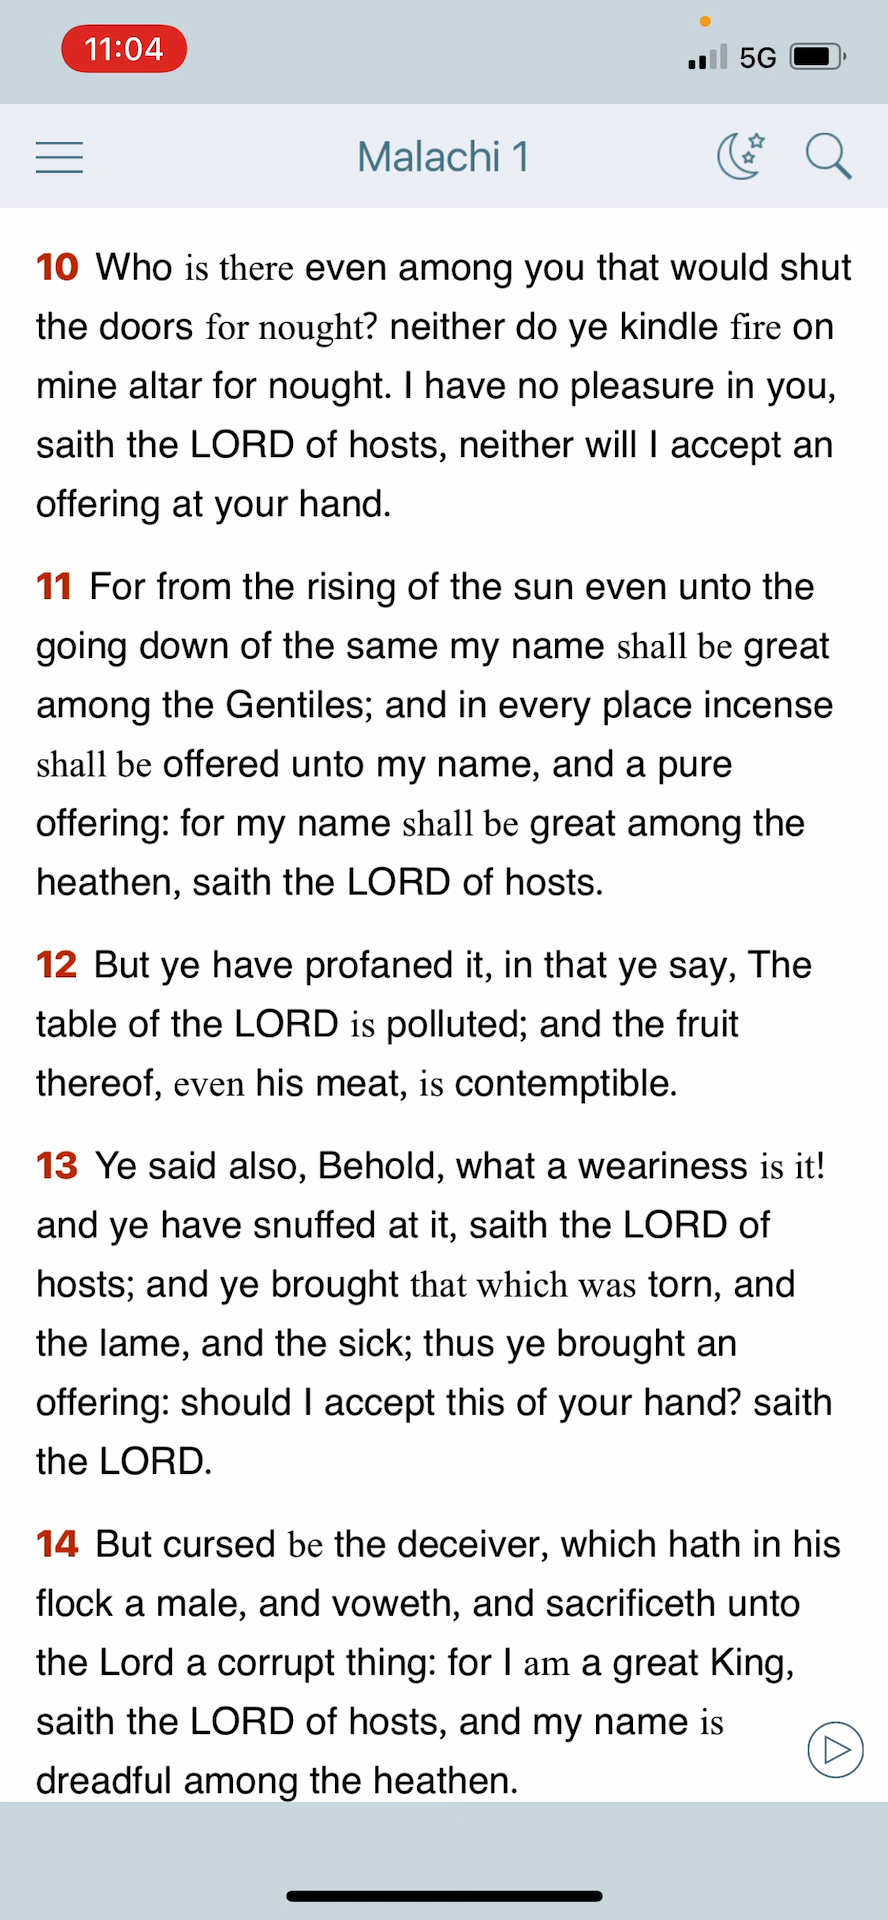 11:04
5G
Malachi 1
10 Who is there even among you that would shut
the doors for nought? neither do ye kindle fire on
mine altar for nought. I have no pleasure in you,
saith the LORD of hosts, neither will I accept an
offering at your hand.
11 For from the rising of the sun even unto the
going down of the same my name shall be great
among the Gentiles; and in every place incense
shall be offered unto my name, and a pure
offering: for my name shall be great among the
heathen, saith the LORD of hosts.
12 But ye have profaned it, in that ye say, The
table of the LORD is polluted; and the fruit
thereof, even his meat, is contemptible.
13 Ye said also, Behold, what a weariness is it!
and ye have snuffed at it, saith the LORD of
hosts; and ye brought that which was torn, and
the lame, and the sick; thus ye brought an
offering: should I accept this of your hand? saith
the LORD.
14 But cursed be the deceiver, which hath in his
flock a male, and voweth, and sacrificeth unto
the Lord a corrupt thing: for I am a great King,
saith the LORD of hosts, and my name is
dreadful among the heathen.